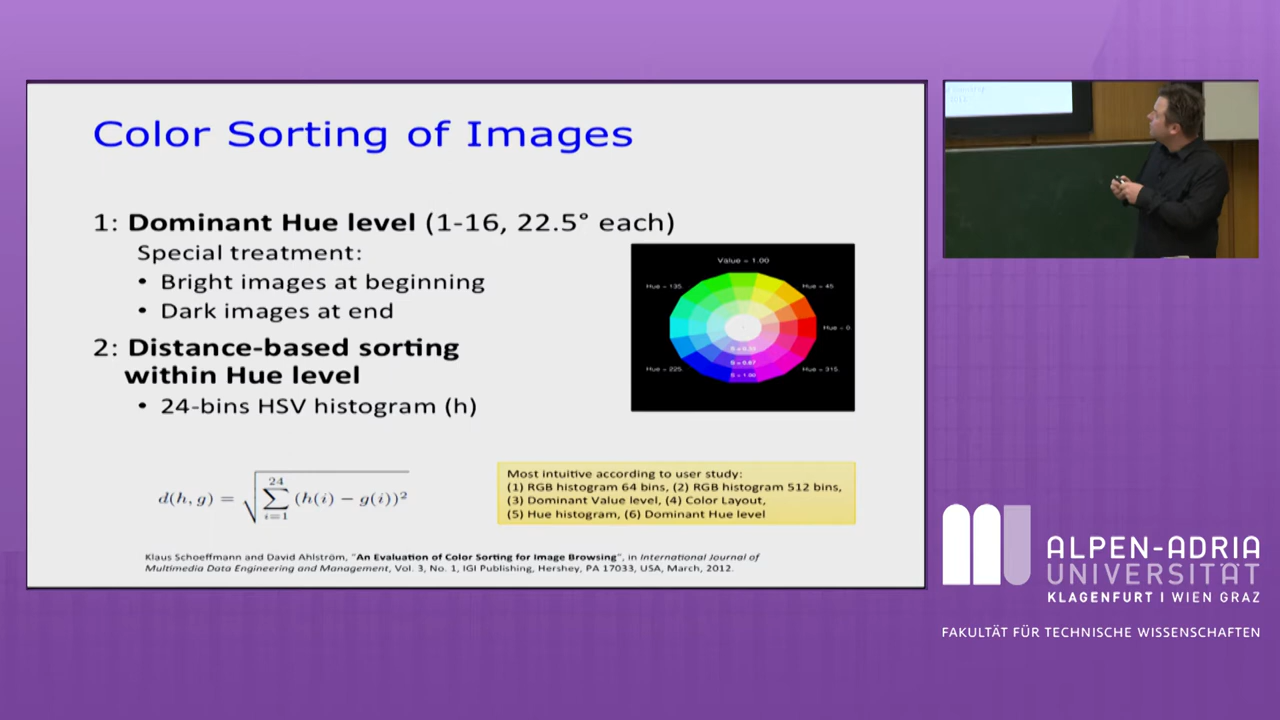 Color Sorting of Images
1: Dominant Hue level (1-16, 22.5° each)
Special treatment:
• Bright images at beginning
• Dark images at end
2: Distance-based sorting
within Hue level
• 24-bins HSV histogram (h)
Value = 1.00
Hue = 135
Hue = 45
Hue = 0
Hue = 225
Hue = 315
S = 0.67
S = 1.00
d(h, g) = √ 24 ∑ i=1 (h(i) − g(i))²
Most intuitive according to user study:
(1) RGB histogram 64 bins, (2) RGB histogram 512 bins,
(3) Dominant Value level, (4) Color Layout,
(5) Hue histogram, (6) Dominant Hue level
Klaus Schoeffmann and David Ahlström, "An Evaluation of Color Sorting for Image Browsing", in International Journal of
Multimedia Data Engineering and Management, Vol. 3, No. 1, IGI Publishing, Hershey, PA 17033, USA, March, 2012.
ALPEN-ADRIA
UNIVERSITÄT
KLAGENFURT I WIEN GRAZ
FAKULTÄT FÜR TECHNISCHE WISSENSCHAFTEN